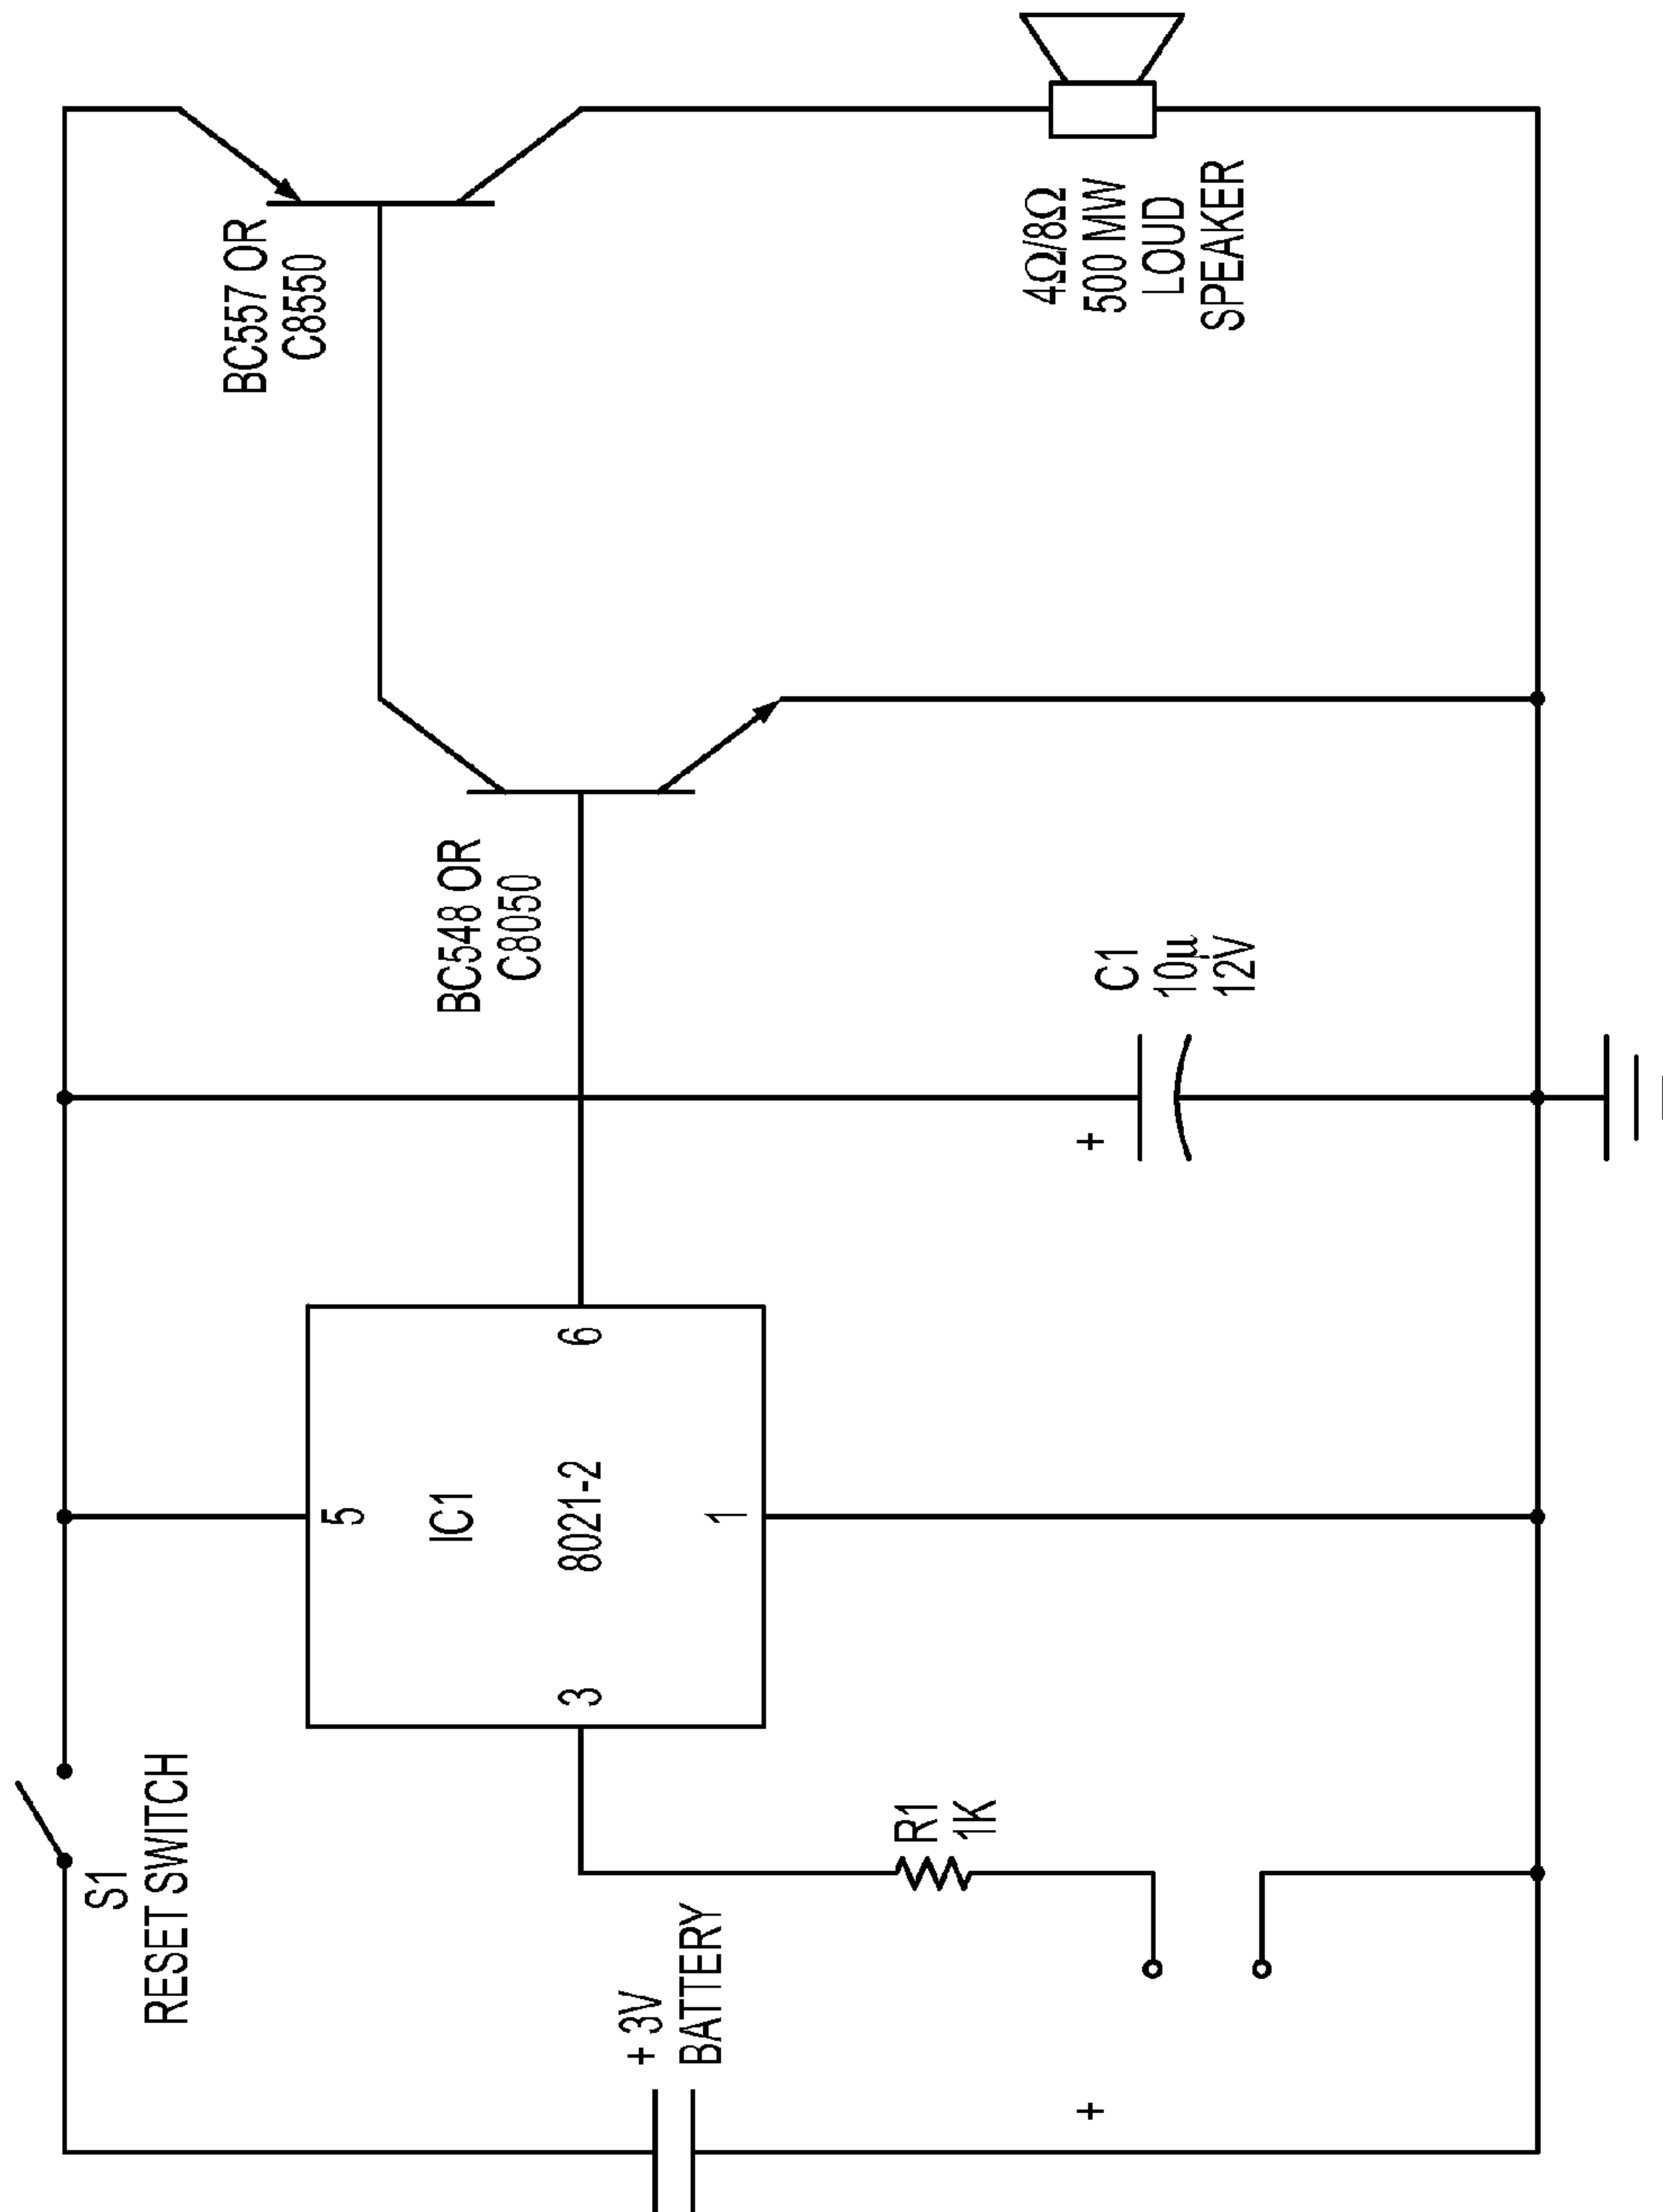 S1
RESET SWITCH
+ 3V
BATTERY
+
R1
1K
3
5
IC1
8021-2
1
6
+
C1
10µ
12V
BC548 OR
C8050
BC557 OR
C8550
4Ω/8Ω
500 MW
LOUD
SPEAKER